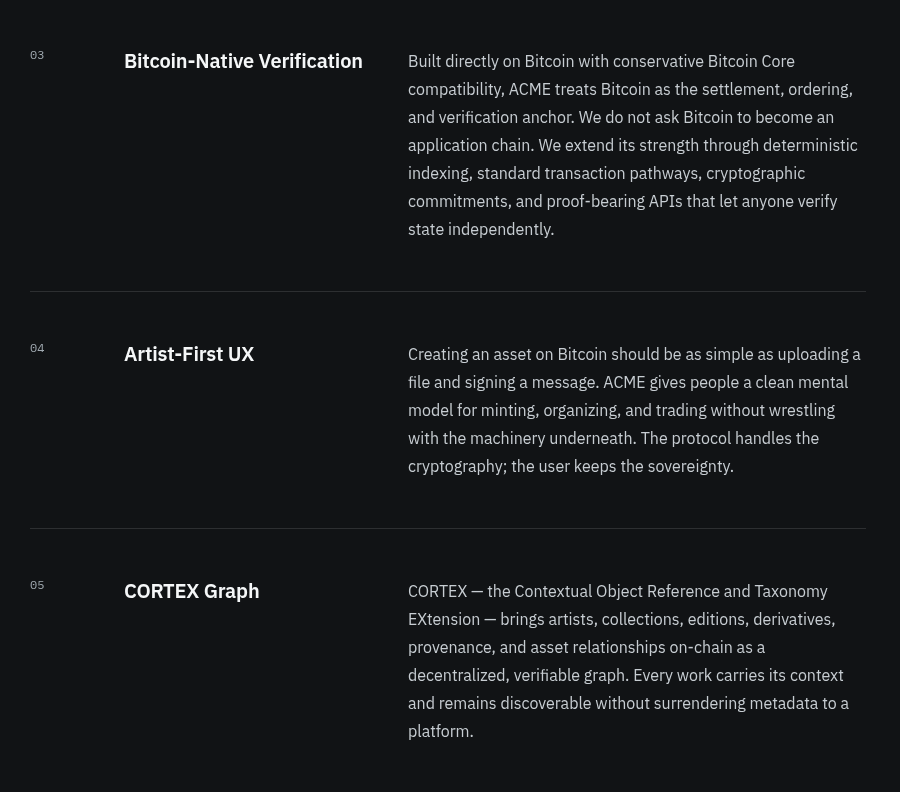 03
Bitcoin-Native Verification
Built directly on Bitcoin with conservative Bitcoin Core
compatibility, ACME treats Bitcoin as the settlement, ordering,
and verification anchor. We do not ask Bitcoin to become an
application chain. We extend its strength through deterministic
indexing, standard transaction pathways, cryptographic
commitments, and proof-bearing APIs that let anyone verify
state independently.
04
Artist-First UX
Creating an asset on Bitcoin should be as simple as uploading a
file and signing a message. ACME gives people a clean mental
model for minting, organizing, and trading without wrestling
with the machinery underneath. The protocol handles the
cryptography; the user keeps the sovereignty.
05
CORTEX Graph
CORTEX — the Contextual Object Reference and Taxonomy
EXtension — brings artists, collections, editions, derivatives,
provenance, and asset relationships on-chain as a
decentralized, verifiable graph. Every work carries its context
and remains discoverable without surrendering metadata to a
platform.